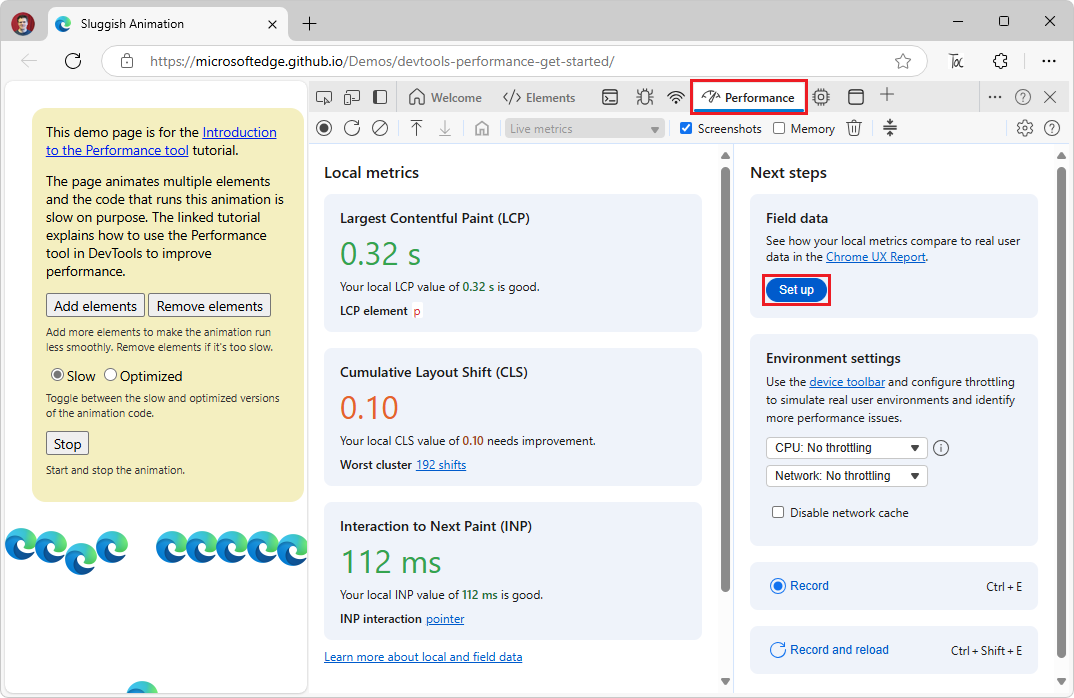 Sluggish Animation
https://microsoftedge.github.io/Demos/devtools-performance-get-started/
This demo page is for the Introduction
to the Performance tool tutorial.
The page animates multiple elements
and the code that runs this animation is
slow on purpose. The linked tutorial
explains how to use the Performance
tool in DevTools to improve
performance.
Add elements
Remove elements
Add more elements to make the animation run
less smoothly. Remove elements if it's too slow.
Slow
Optimized
Toggle between the slow and optimized versions
of the animation code.
Stop
Start and stop the animation.
Welcome
Elements
Performance
Live metrics
Screenshots
Memory
Local metrics
Largest Contentful Paint (LCP)
0.32 s
Your local LCP value of 0.32 s is good.
LCP element p
Cumulative Layout Shift (CLS)
0.10
Your local CLS value of 0.10 needs improvement.
Worst cluster 192 shifts
Interaction to Next Paint (INP)
112 ms
Your local INP value of 112 ms is good.
INP interaction pointer
Learn more about local and field data
Next steps
Field data
See how your local metrics compare to real user
data in the Chrome UX Report.
Set up
Environment settings
Use the device toolbar and configure throttling
to simulate real user environments and identify
more performance issues.
CPU: No throttling
Network: No throttling
Disable network cache
Record
Ctrl + E
Record and reload
Ctrl + Shift + E